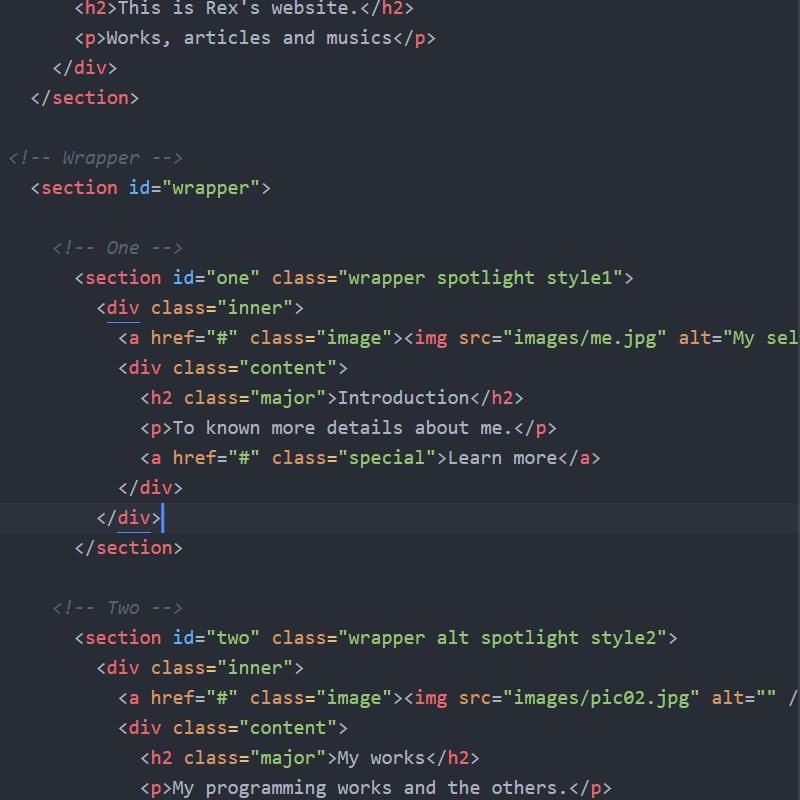 <h2>This is Rex's website.</h2>
<p>Works, articles and musics</p>
</div>
</section>
<!-- Wrapper -->
<section id="wrapper">
<!-- One -->
<section id="one" class="wrapper spotlight style1">
<div class="inner">
<a href="#" class="image"><img src="images/me.jpg" alt="My sel
<div class="content">
<h2 class="major">Introduction</h2>
<p>To known more details about me.</p>
<a href="#" class="special">Learn more</a>
</div>
</div>
</section>
<!-- Two -->
<section id="two" class="wrapper alt spotlight style2">
<div class="inner">
<a href="#" class="image"><img src="images/pic02.jpg" alt="" /
<div class="content">
<h2 class="major">My works</h2>
<p>My programming works and the others.</p>